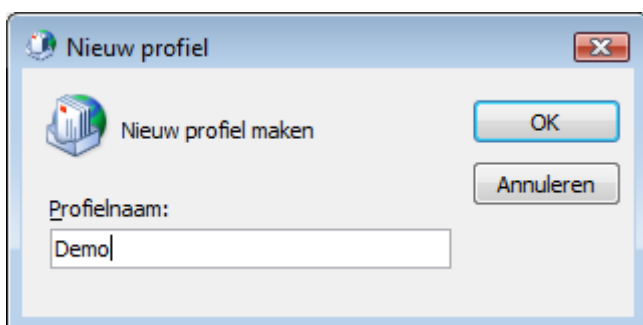 Nieuw profiel
Nieuw profiel maken
OK
Annuleren
Profielnaam:
Demo